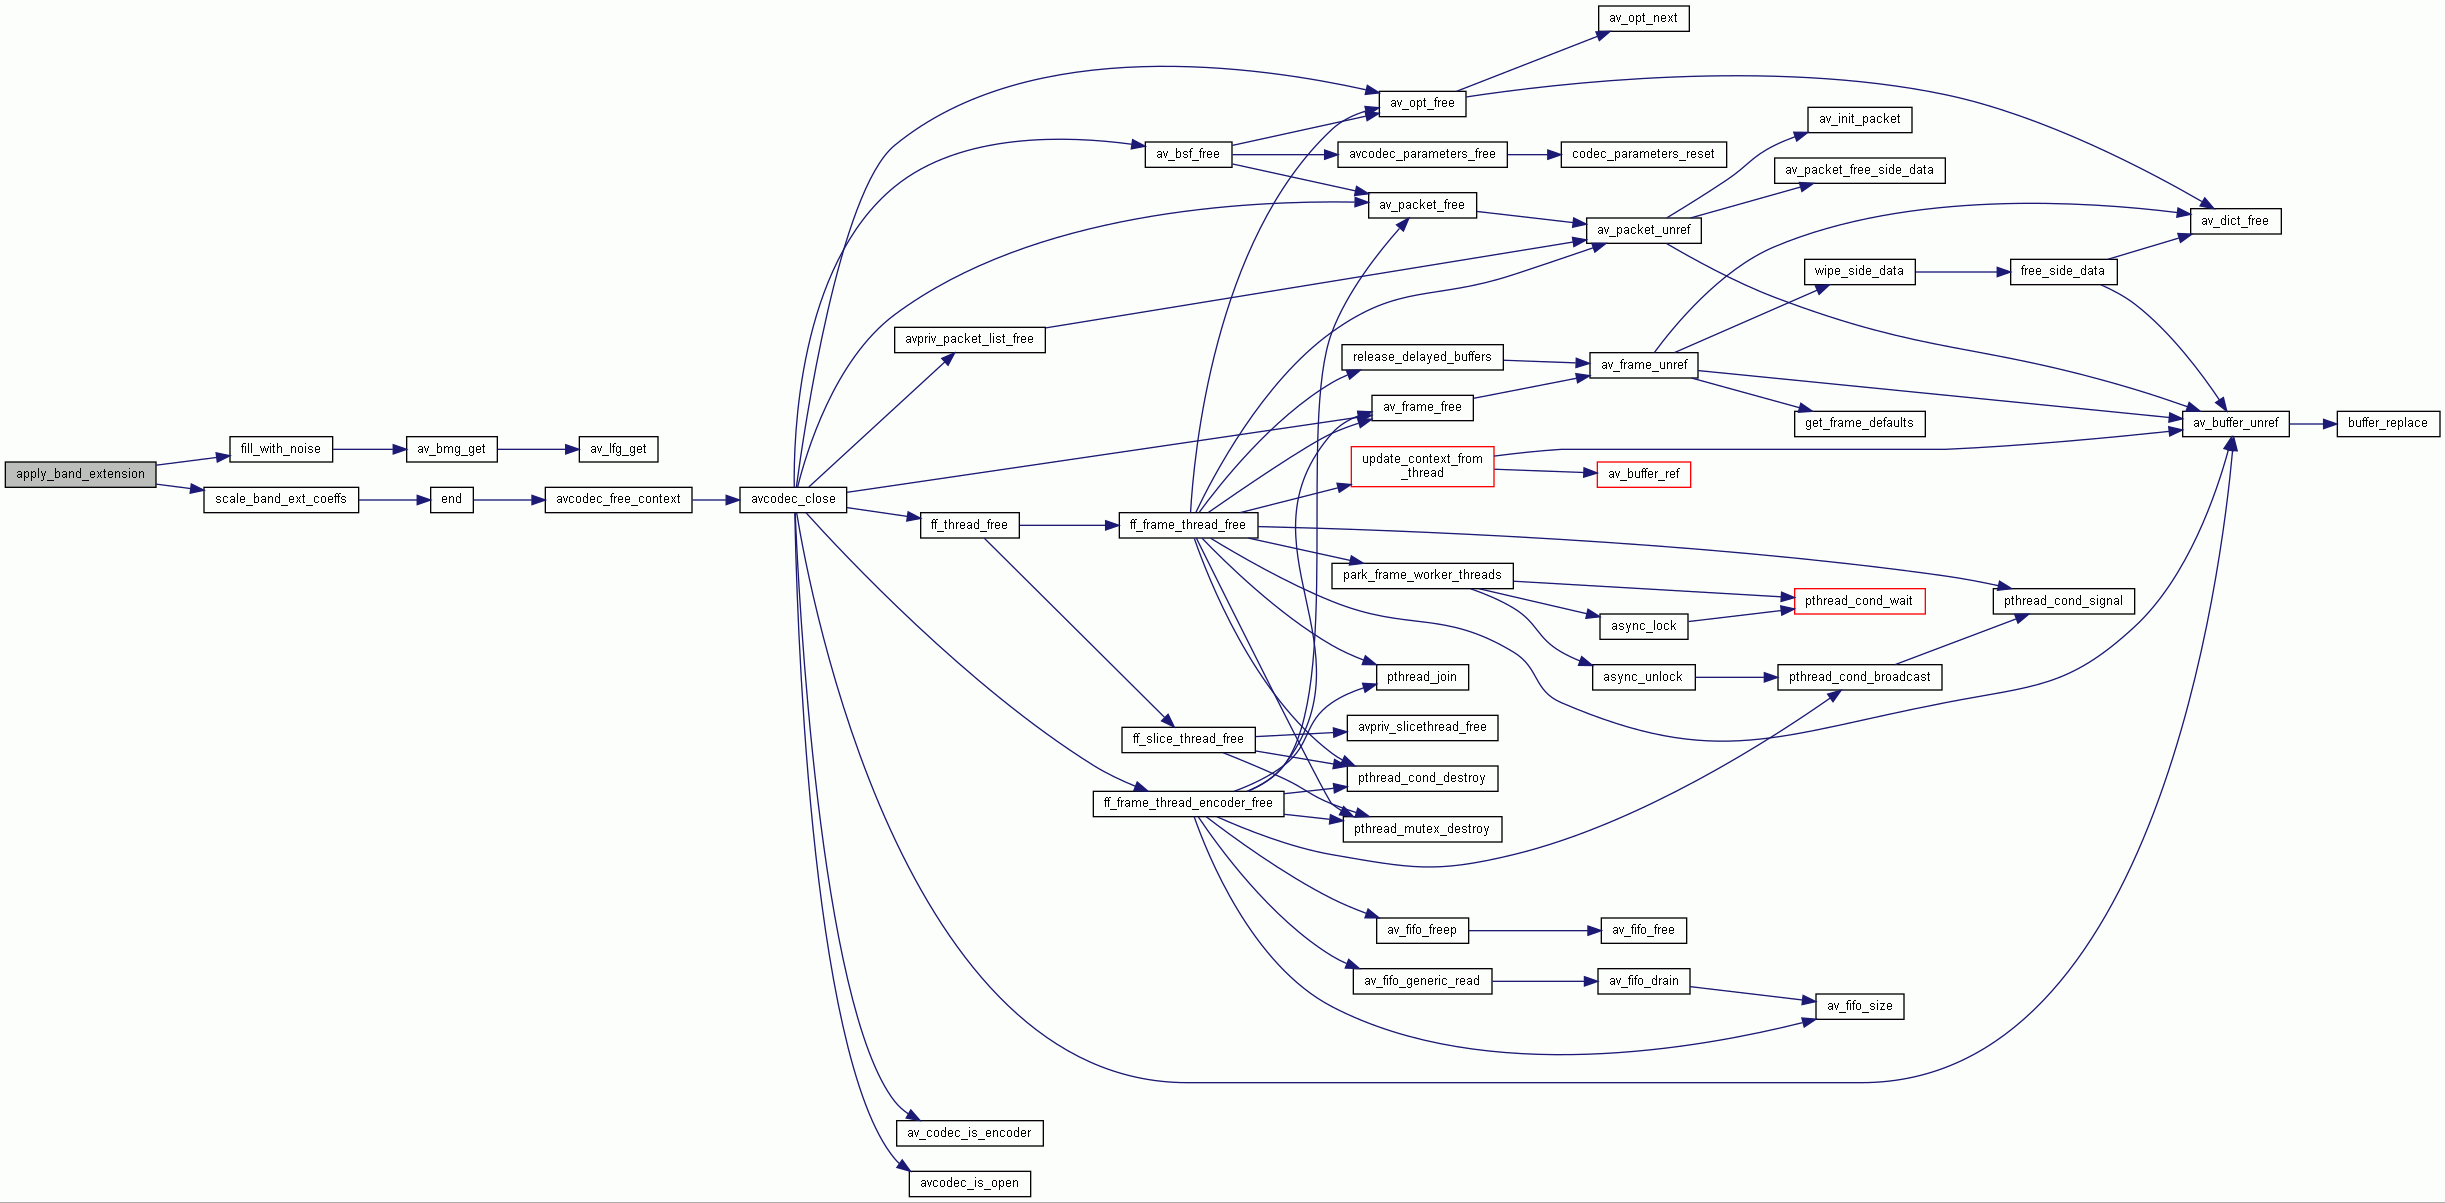 apply_band_extension
fill_with_noise
av_bmg_get
av_lfg_get
scale_band_ext_coeffs
end
avcodec_free_context
avcodec_close
avpriv_packet_list_free
ff_thread_free
av_codec_is_encoder
avcodec_is_open
av_bsf_free
ff_frame_thread_free
ff_slice_thread_free
ff_frame_thread_encoder_free
av_opt_free
avcodec_parameters_free
av_packet_free
release_delayed_buffers
av_frame_free
update_context_from
_thread
park_frame_worker_threads
pthread_join
avpriv_slicethread_free
pthread_cond_destroy
pthread_mutex_destroy
av_fifo_freep
av_fifo_generic_read
av_opt_next
codec_parameters_reset
av_packet_unref
av_frame_unref
av_buffer_ref
async_lock
async_unlock
av_fifo_free
av_fifo_drain
av_init_packet
av_packet_free_side_data
wipe_side_data
get_frame_defaults
pthread_cond_wait
pthread_cond_broadcast
av_fifo_size
free_side_data
pthread_cond_signal
av_dict_free
av_buffer_unref
buffer_replace